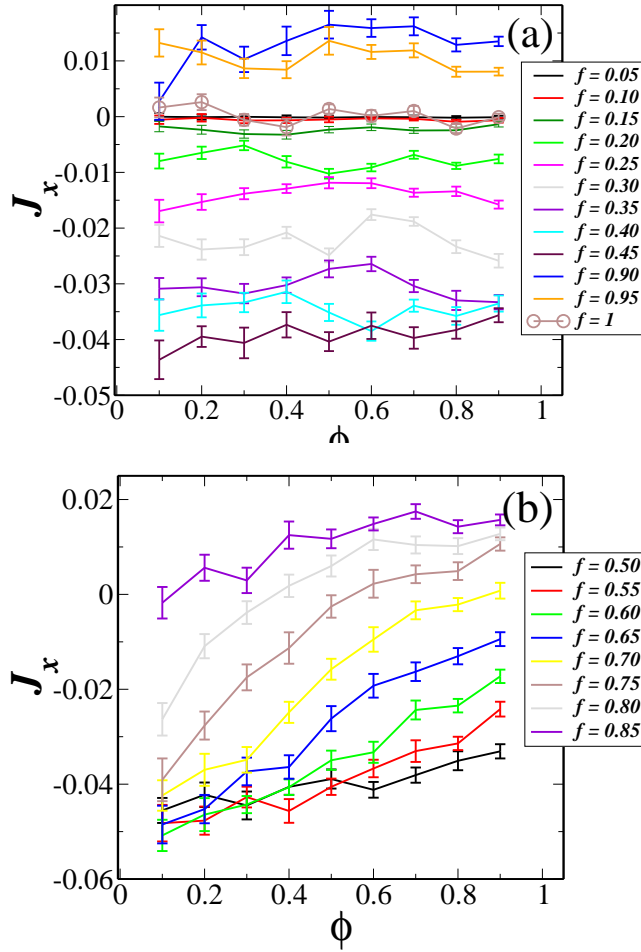 (a)
0.01
0
-0.01
-0.02
-0.03
-0.04
-0.05
J_x
0 0.2 0.4 0.6 0.8 1
ϕ
f = 0.05
f = 0.10
f = 0.15
f = 0.20
f = 0.25
f = 0.30
f = 0.35
f = 0.40
f = 0.45
f = 0.90
f = 0.95
f = 1
(b)
0.02
0
-0.02
-0.04
-0.06
J_x
0 0.2 0.4 0.6 0.8 1
ϕ
f = 0.50
f = 0.55
f = 0.60
f = 0.65
f = 0.70
f = 0.75
f = 0.80
f = 0.85